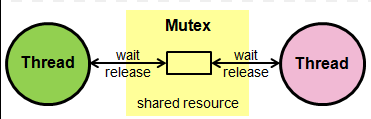 Mutex
Thread
wait
release
wait
release
Thread
shared resource